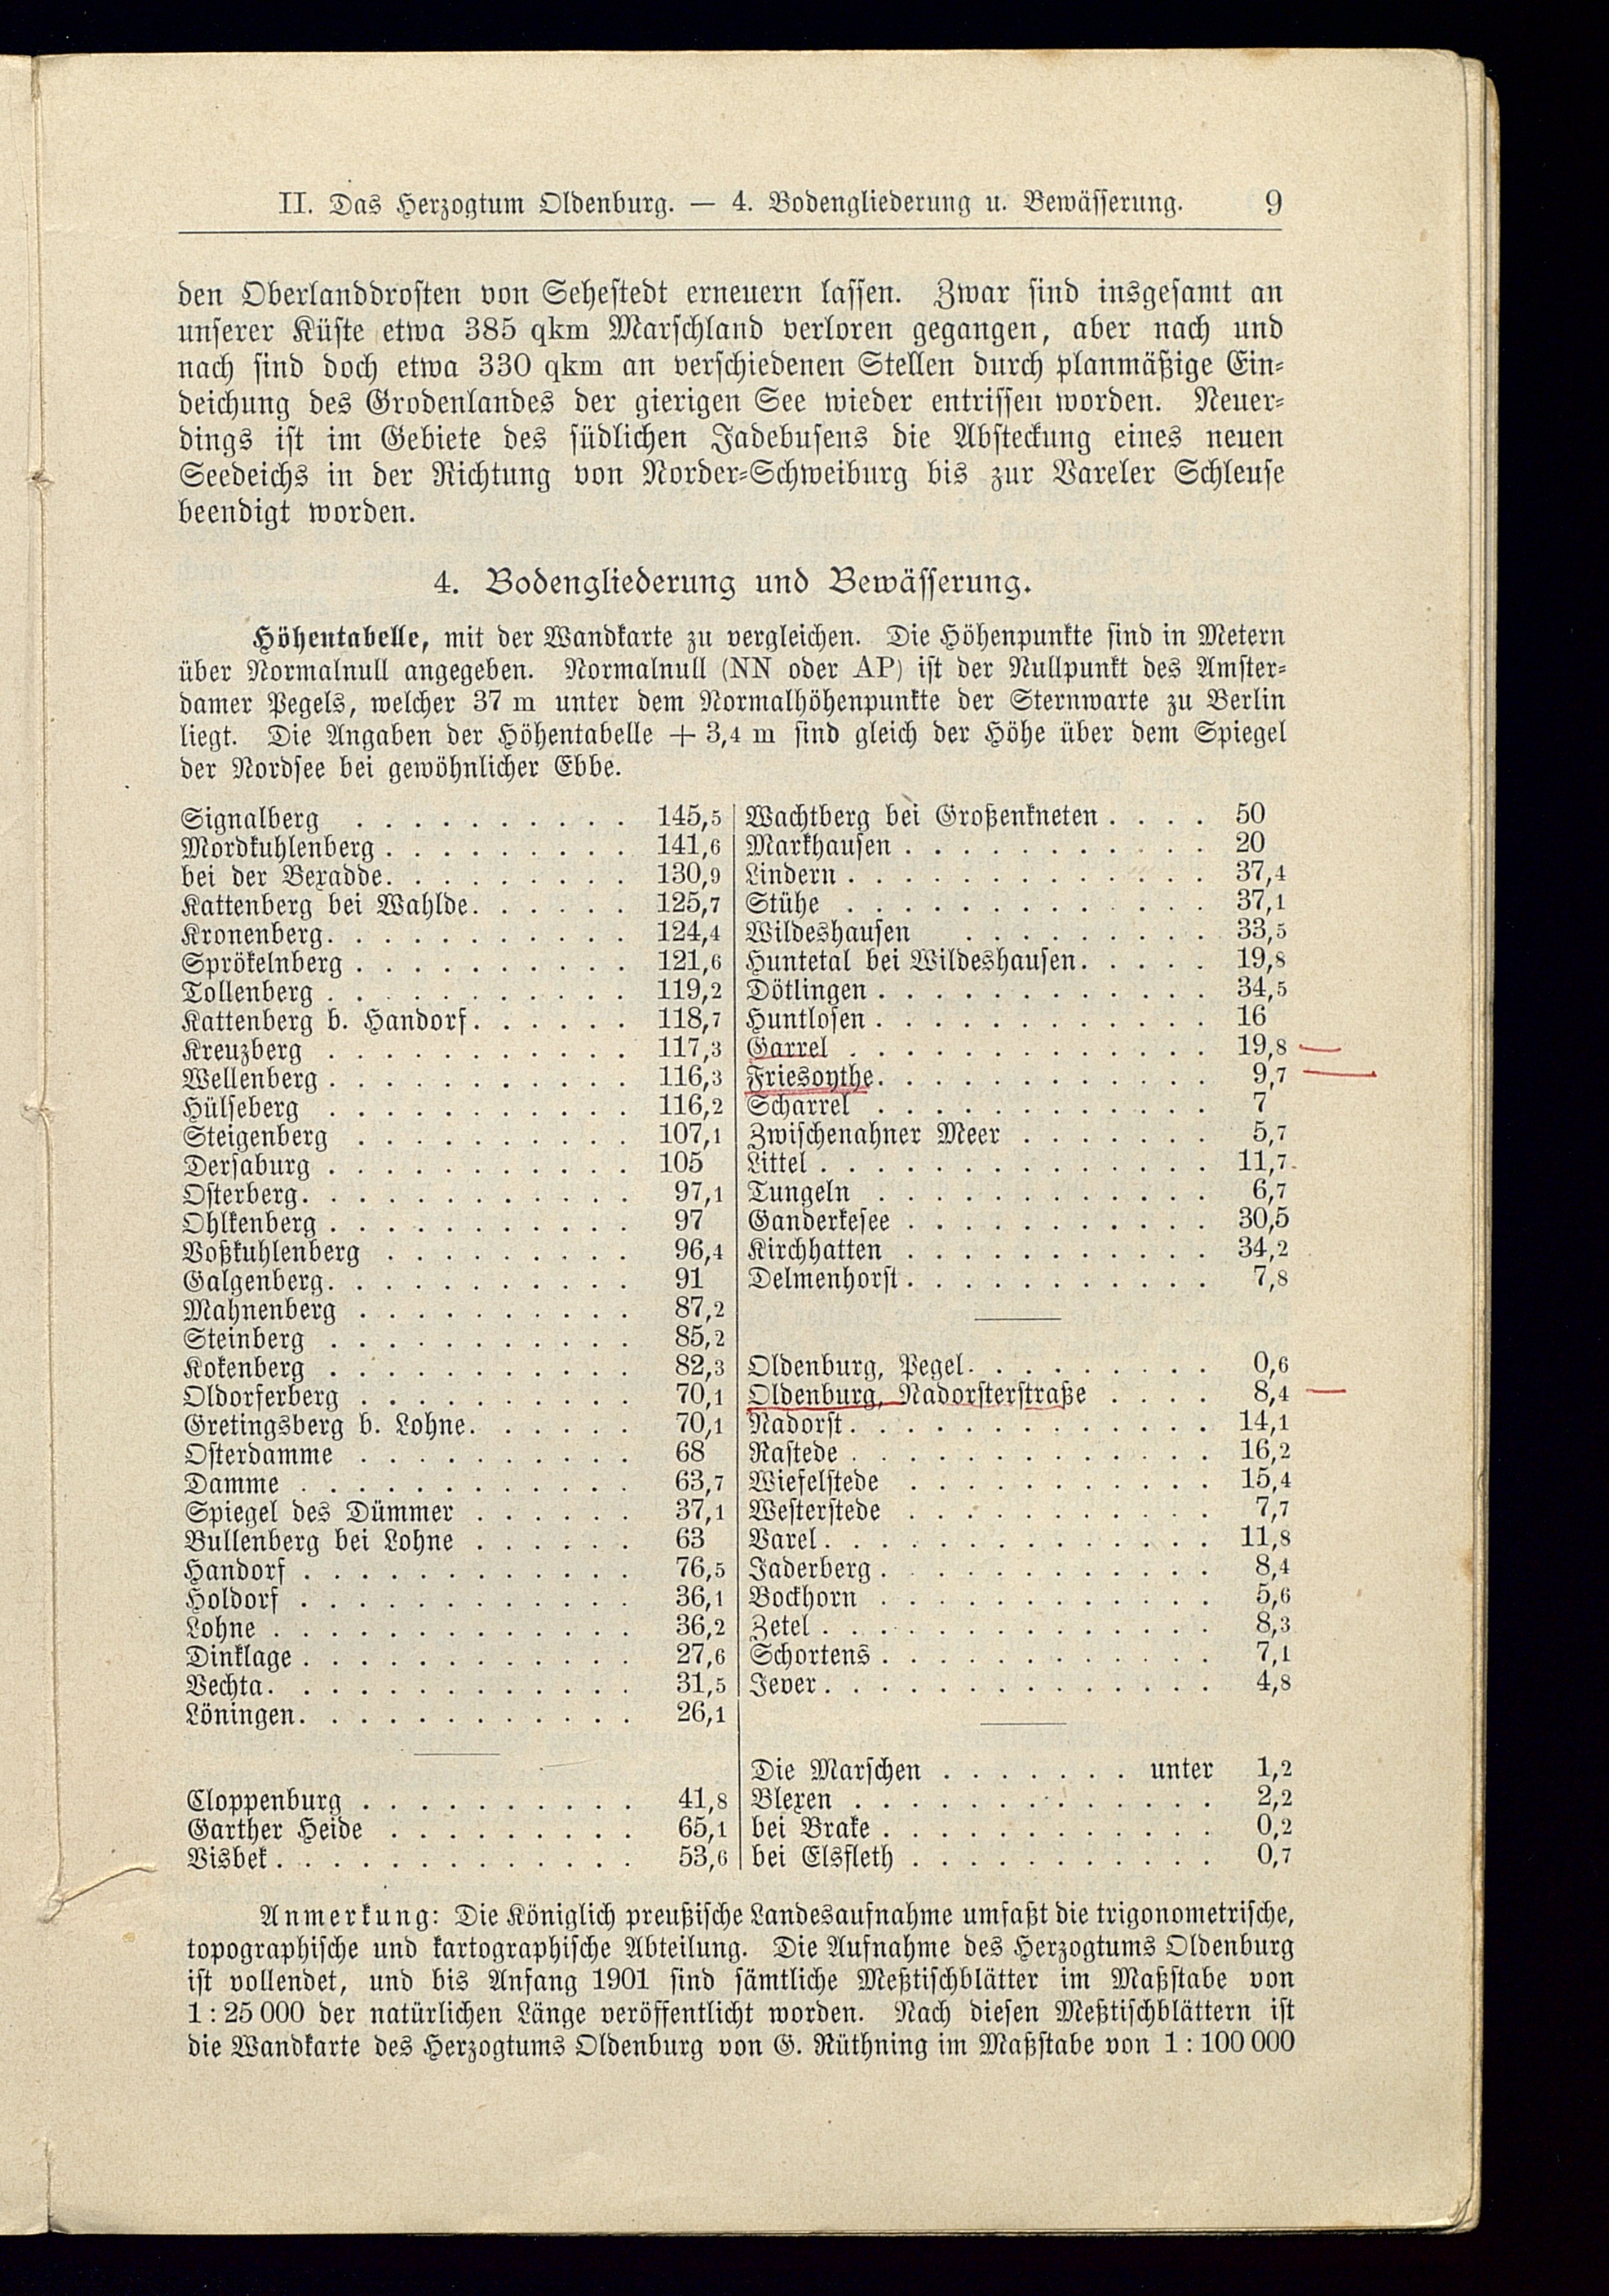 II. Das Herzogtum Oldenburg. — 4. Bodengliederung u. Bewässerung. 9
den Oberlanddrosten von Sehestedt erneuern lassen. Zwar sind insgesamt an
unserer Küste etwa 385 qkm Marschland verloren gegangen, aber nach und
nach sind doch etwa 330 qkm an verschiedenen Stellen durch planmäßige Ein-
deichung des Grodenlandes der gierigen See wieder entrissen worden. Neuer-
dings ist im Gebiete des südlichen Jadebusens die Absteckung eines neuen
Seedeichs in der Richtung von Norder-Schweiburg bis zur Vareler Schleuse
beendigt worden.
4. Bodengliederung und Bewässerung.
Höhentabelle, mit der Wandkarte zu vergleichen. Die Höhenpunkte sind in Metern
über Normalnull angegeben. Normalnull (NN oder AP) ist der Nullpunkt des Amster-
damer Pegels, welcher 37 m unter dem Normalhöhenpunkte der Sternwarte zu Berlin
liegt. Die Angaben der Höhentabelle + 3,4 m sind gleich der Höhe über dem Spiegel
der Nordsee bei gewöhnlicher Ebbe.
Signalberg . . . . . . . . . . 145,5
Mordkuhlenberg . . . . . . . . . 141,6
bei der Bexadde. . . . . . . . . 130,9
Kattenberg bei Wahlde. . . . . . 125,7
Kronenberg. . . . . . . . . . . 124,4
Sprökelnberg . . . . . . . . . . 121,6
Tollenberg . . . . . . . . . . . 119,2
Kattenberg b. Handorf. . . . . . 118,7
Kreuzberg . . . . . . . . . . . 117,3
Wellenberg . . . . . . . . . . . 116,3
Hülseberg . . . . . . . . . . . 116,2
Steigenberg . . . . . . . . . . 107,1
Dersaburg . . . . . . . . . . . 105
Osterberg. . . . . . . . . . . . 97,1
Ohlkenberg . . . . . . . . . . . 97
Voßkuhlenberg . . . . . . . . . 96,4
Galgenberg. . . . . . . . . . . 91
Mahnenberg . . . . . . . . . . 87,2
Steinberg . . . . . . . . . . . 85,2
Kokenberg . . . . . . . . . . . 82,3
Oldorferberg . . . . . . . . . . 70,1
Gretingsberg b. Lohne. . . . . . 70,1
Osterdamme . . . . . . . . . . 68
Damme . . . . . . . . . . . . 63,7
Spiegel des Dümmer . . . . . . 37,1
Bullenberg bei Lohne . . . . . . 63
Handorf . . . . . . . . . . . . 76,5
Holdorf . . . . . . . . . . . . 36,1
Lohne . . . . . . . . . . . . . 36,2
Dinklage . . . . . . . . . . . . 27,6
Vechta. . . . . . . . . . . . . 31,5
Löningen. . . . . . . . . . . . 26,1
Cloppenburg . . . . . . . . . . 41,8
Garther Heide . . . . . . . . . 65,1
Visbek . . . . . . . . . . . . . 53,6
Wachtberg bei Großenkneten . . . . 50
Markhausen . . . . . . . . . . . 20
Lindern . . . . . . . . . . . . . 37,4
Stühe . . . . . . . . . . . . . 37,1
Wildeshausen . . . . . . . . . 33,5
Huntetal bei Wildeshausen. . . . . 19,8
Dötlingen . . . . . . . . . . . . 34,5
Huntlosen . . . . . . . . . . . . 16
Garrel . . . . . . . . . . . . . 19,8
Friesoythe. . . . . . . . . . . . 9,7
Scharrel . . . . . . . . . . . . 7
Zwischenahner Meer . . . . . . . 5,7
Littel . . . . . . . . . . . . . . 11,7
Tungeln . . . . . . . . . . . . 6,7
Ganderkesee . . . . . . . . . . . 30,5
Kirchhatten . . . . . . . . . . . 34,2
Delmenhorst . . . . . . . . . . . 7,8
Oldenburg, Pegel. . . . . . . . . 0,6
Oldenburg, Nadorsterstraße . . . . 8,4
Nadorst. . . . . . . . . . . . . 14,1
Rastede . . . . . . . . . . . . . 16,2
Wiefelstede . . . . . . . . . . . 15,4
Westerstede . . . . . . . . . . 7,7
Varel. . . . . . . . . . . . . . 11,8
Jaderberg . . . . . . . . . . . . 8,4
Bockhorn . . . . . . . . . . . . 5,6
Zetel . . . . . . . . . . . . . . 8,3
Schortens . . . . . . . . . . . . 7,1
Jever. . . . . . . . . . . . . . 4,8
Die Marschen . . . . . . . unter 1,2
Blexen . . . . . . . . . . . . . 2,2
bei Brake . . . . . . . . . . . . 0,2
bei Elsfleth . . . . . . . . . . . 0,7
Anmerkung: Die Königlich preußische Landesaufnahme umfaßt die trigonometrische,
topographische und kartographische Abteilung. Die Aufnahme des Herzogtums Oldenburg
ist vollendet, und bis Anfang 1901 sind sämtliche Meßtischblätter im Maßstabe von
1 : 25 000 der natürlichen Länge veröffentlicht worden. Nach diesen Meßtischblättern ist
die Wandkarte des Herzogtums Oldenburg von G. Rüthning im Maßstabe von 1 : 100 000